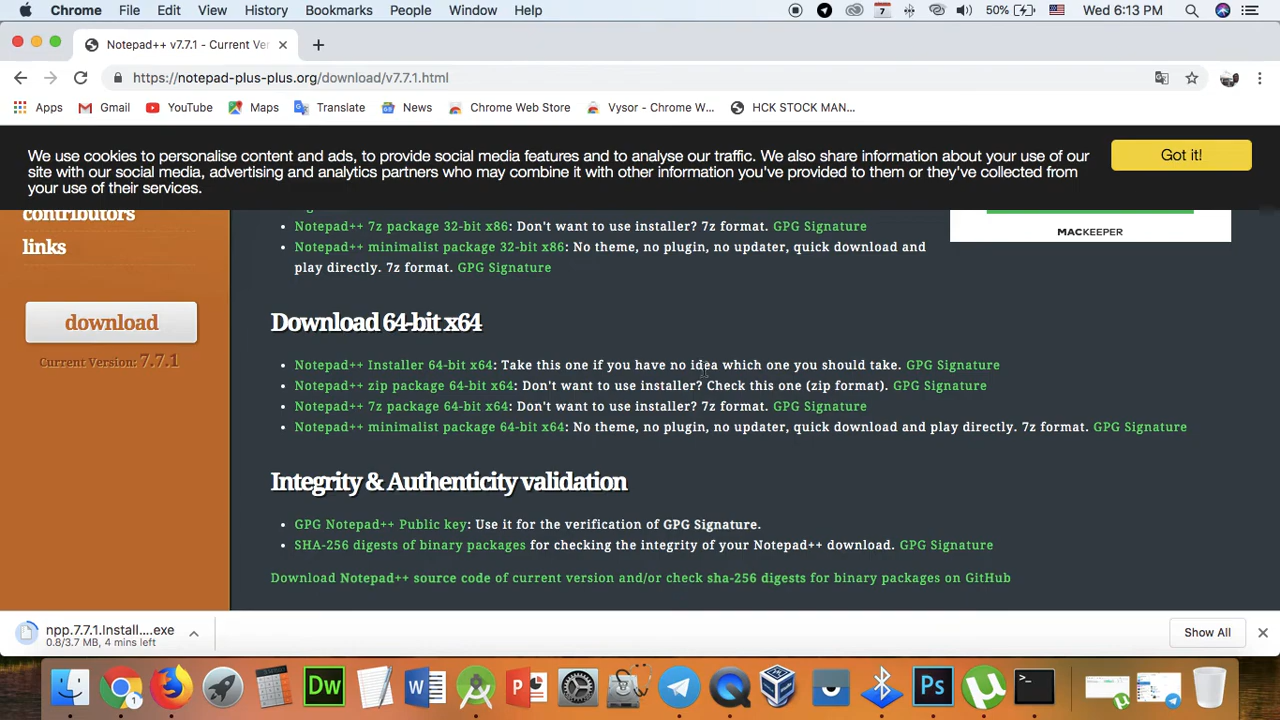 Chrome File Edit View History Bookmarks People Window Help 7 50% Wed 6:13 PM
Notepad++ v7.7.1 - Current Ver
https://notepad-plus-plus.org/download/v7.7.1.html
Apps Gmail YouTube Maps Translate News Chrome Web Store Vysor - Chrome W... HCK STOCK MAN...
We use cookies to personalise content and ads, to provide social media features and to analyse our traffic. We also share information about your use of our
site with our social media, advertising and analytics partners who may combine it with other information you've provided to them or they've collected from
your use of their services.
Got it!
contributors
links
download
Current Version: 7.7.1
Notepad++ 7z package 32-bit x86: Don't want to use installer? 7z format. GPG Signature
Notepad++ minimalist package 32-bit x86: No theme, no plugin, no updater, quick download and
play directly. 7z format. GPG Signature
MACKEEPER
Download 64-bit x64
Notepad++ Installer 64-bit x64: Take this one if you have no idea which one you should take. GPG Signature
Notepad++ zip package 64-bit x64: Don't want to use installer? Check this one (zip format). GPG Signature
Notepad++ 7z package 64-bit x64: Don't want to use installer? 7z format. GPG Signature
Notepad++ minimalist package 64-bit x64: No theme, no plugin, no updater, quick download and play directly. 7z format. GPG Signature
Integrity & Authenticity validation
GPG Notepad++ Public key: Use it for the verification of GPG Signature.
SHA-256 digests of binary packages for checking the integrity of your Notepad++ download. GPG Signature
Download Notepad++ source code of current version and/or check sha-256 digests for binary packages on GitHub
npp.7.7.1.Install....exe
0.8/3.7 MB, 4 mins left
Show All
1 Dw W P Ps >_